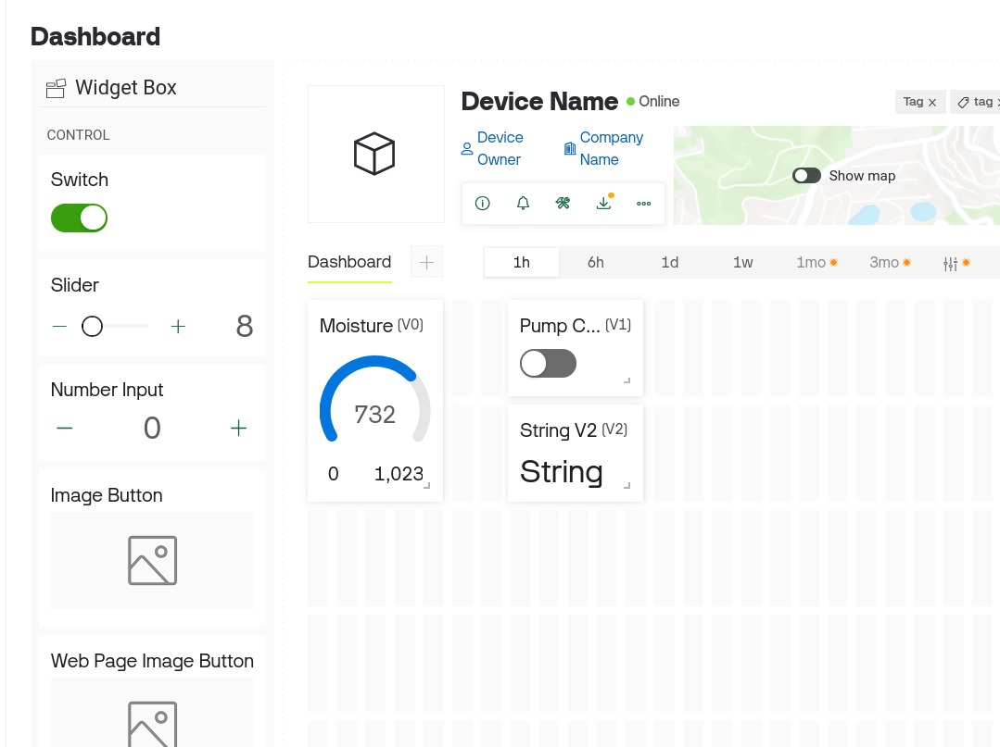 Dashboard
Widget Box
CONTROL
Switch
Slider
8
Number Input
0
Image Button
Web Page Image Button
Device Name
Online
Tag
tag
Device
Owner
Company
Name
Show map
Dashboard
1h
6h
1d
1w
1mo
3mo
Moisture (V0)
732
0
1,023
Pump C... (V1)
String V2 (V2)
String